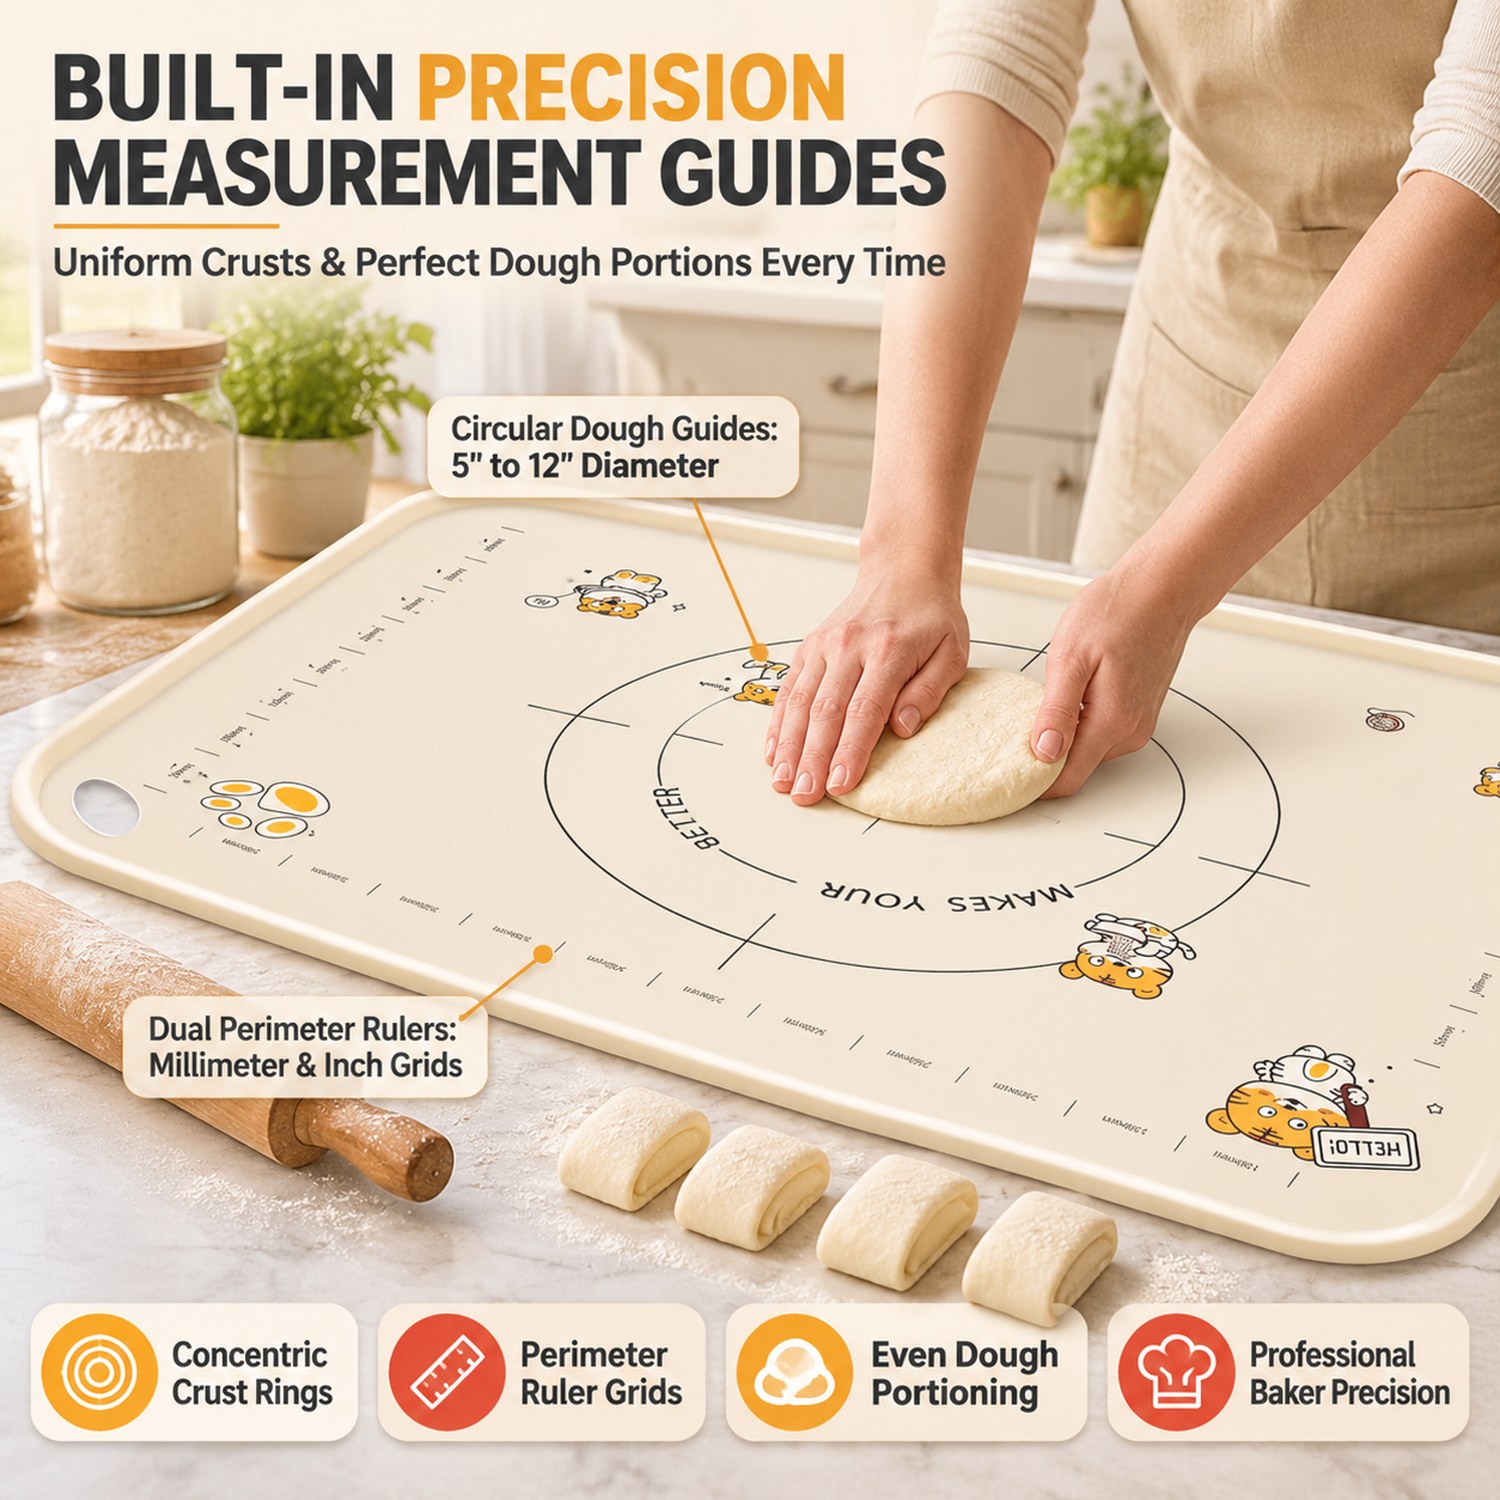 BUILT-IN PRECISION
MEASUREMENT GUIDES
Uniform Crusts & Perfect Dough Portions Every Time
Circular Dough Guides:
5" to 12" Diameter
BETTER
MAKES YOUR
Dual Perimeter Rulers:
Millimeter & Inch Grids
Concentric
Crust Rings
Perimeter
Ruler Grids
Even Dough
Portioning
Professional
Baker Precision